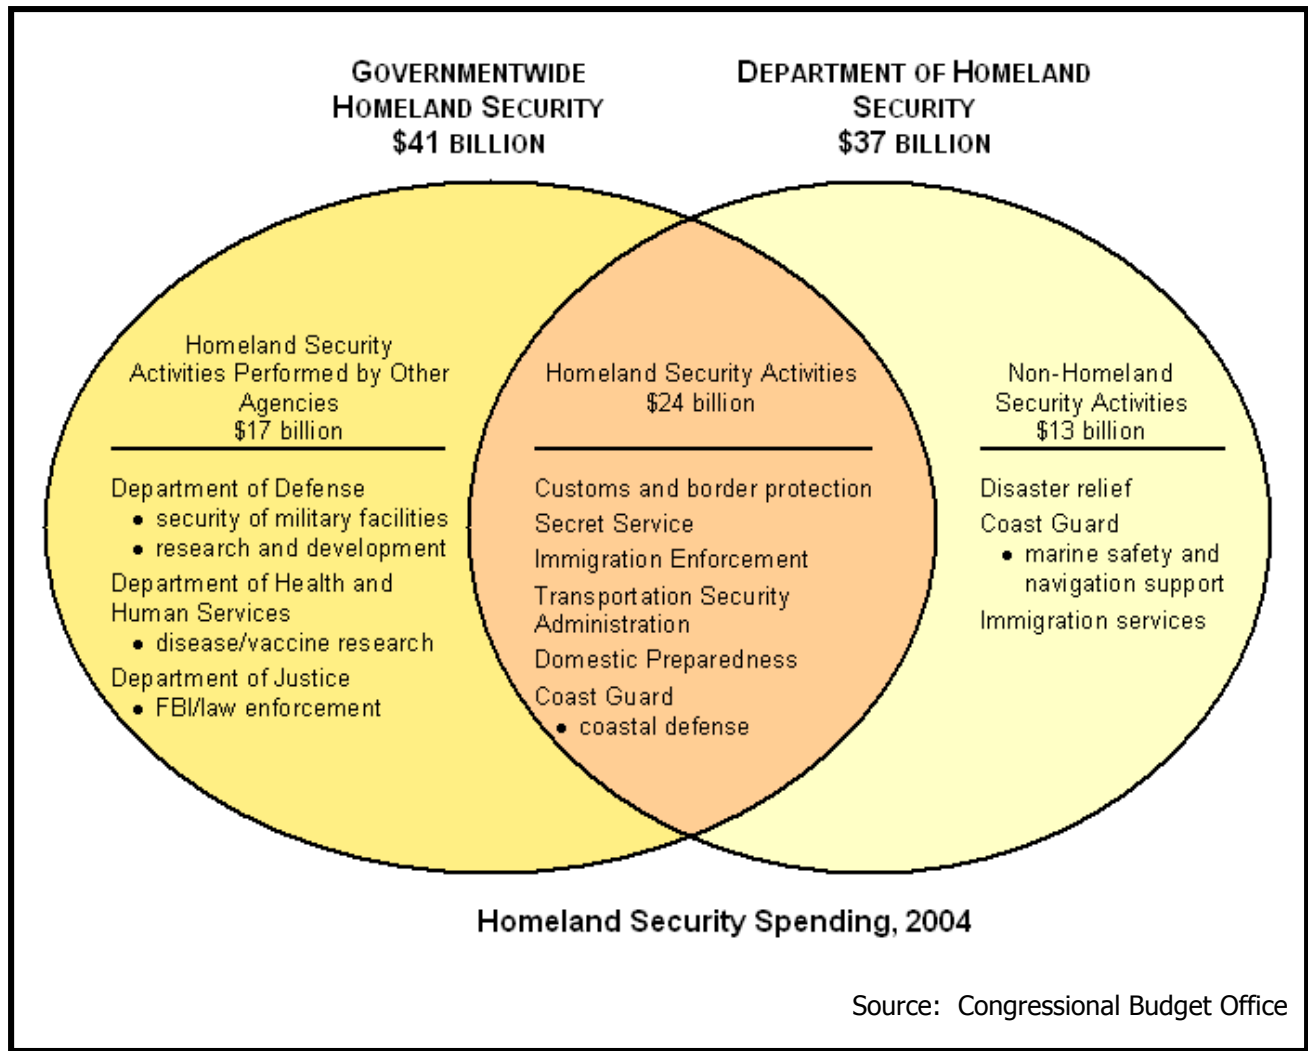 GOVERNMENTWIDE
HOMELAND SECURITY
$41 BILLION
DEPARTMENT OF HOMELAND
SECURITY
$37 BILLION
Homeland Security
Activities Performed by Other
Agencies
$17 billion
Department of Defense
• security of military facilities
• research and development
Department of Health and
Human Services
• disease/vaccine research
Department of Justice
• FBI/law enforcement
Homeland Security Activities
$24 billion
Customs and border protection
Secret Service
Immigration Enforcement
Transportation Security
Administration
Domestic Preparedness
Coast Guard
• coastal defense
Non-Homeland
Security Activities
$13 billion
Disaster relief
Coast Guard
• marine safety and
navigation support
Immigration services
Homeland Security Spending, 2004
Source: Congressional Budget Office